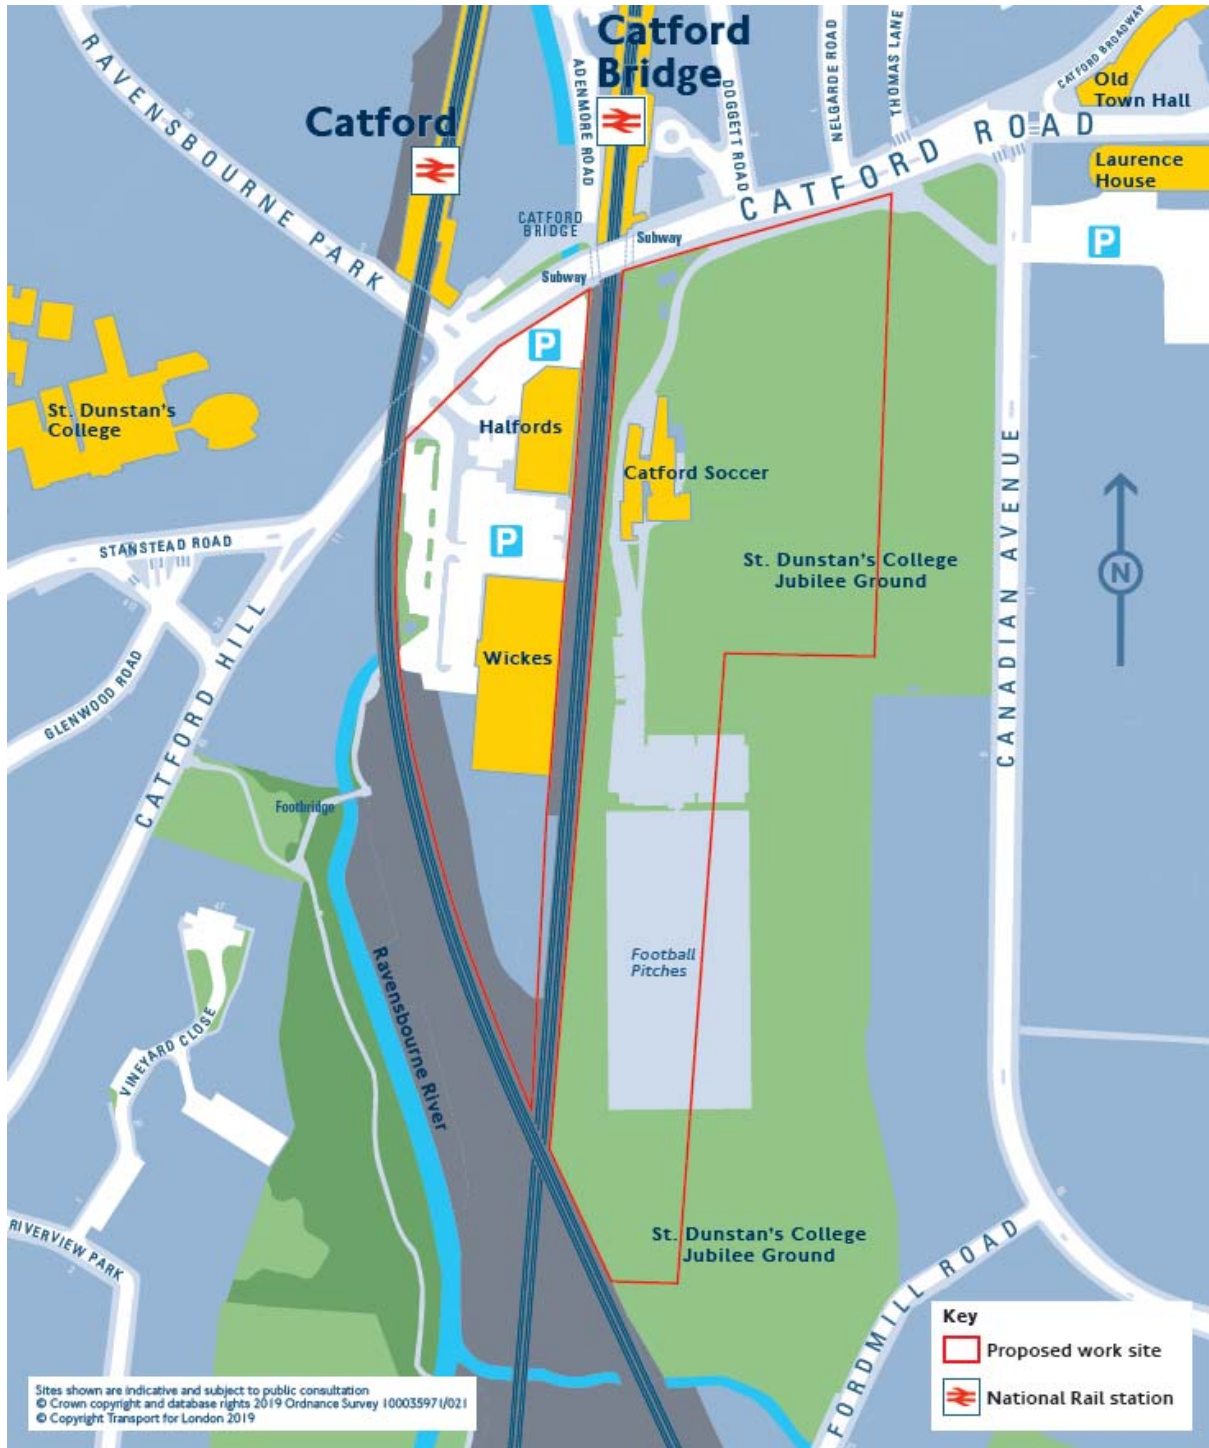 Catford
Bridge
Catford
RAVENSBOURNE PARK
ADENMORE ROAD
DOGGETT ROAD
NELGARDE ROAD
THOMAS LANE
CATFORD BROADWAY
Old
Town Hall
CATFORD ROAD
Laurence
House
P
CATFORD
BRIDGE
Subway
Subway
P
St. Dunstan's
College
Halfords
Catford Soccer
P
STANSTEAD ROAD
St. Dunstan's College
Jubilee Ground
CANADIAN AVENUE
N
Wickes
GLENWOOD ROAD
CATFORD HILL
Footbridge
Football
Pitches
Ravensbourne River
VINEYARD CLOSE
RIVERVIEW PARK
St. Dunstan's College
Jubilee Ground
FORDMILL ROAD
Key
Proposed work site
National Rail station
Sites shown are indicative and subject to public consultation
© Crown copyright and database rights 2019 Ordnance Survey 100035971/021
© Copyright Transport for London 2019